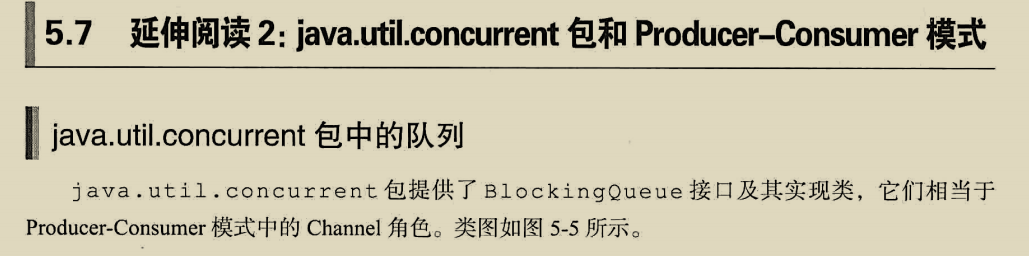 5.7 延伸阅读 2：java.util.concurrent 包和 Producer–Consumer 模式
java.util.concurrent 包中的队列
java.util.concurrent 包提供了 BlockingQueue 接口及其实现类，它们相当于
Producer-Consumer 模式中的 Channel 角色。类图如图 5-5 所示。